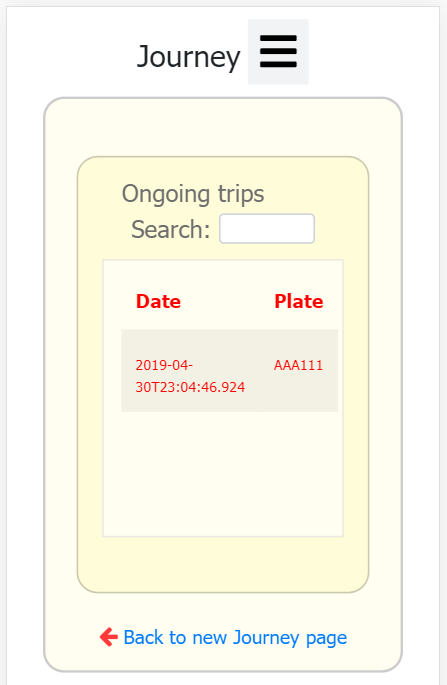 Journey
Ongoing trips
Search:
Date Plate
2019-04- AAA111
30T23:04:46.924
Back to new Journey page